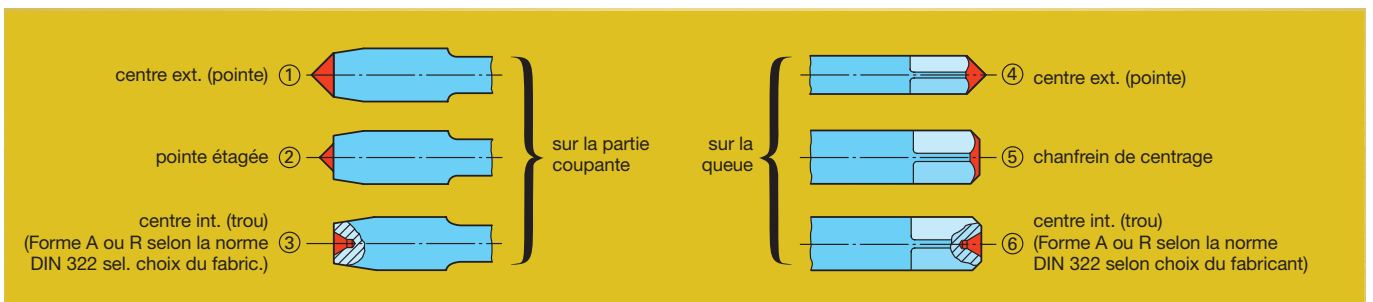 centre ext. (pointe) ①
pointe étagée ②
centre int. (trou)
(Forme A ou R selon la norme ③
DIN 322 sel. choix du fabric.)
sur la partie
coupante
sur la
queue
④ centre ext. (pointe)
⑤ chanfrein de centrage
centre int. (trou)
⑥ (Forme A ou R selon la norme
DIN 322 selon choix du fabricant)